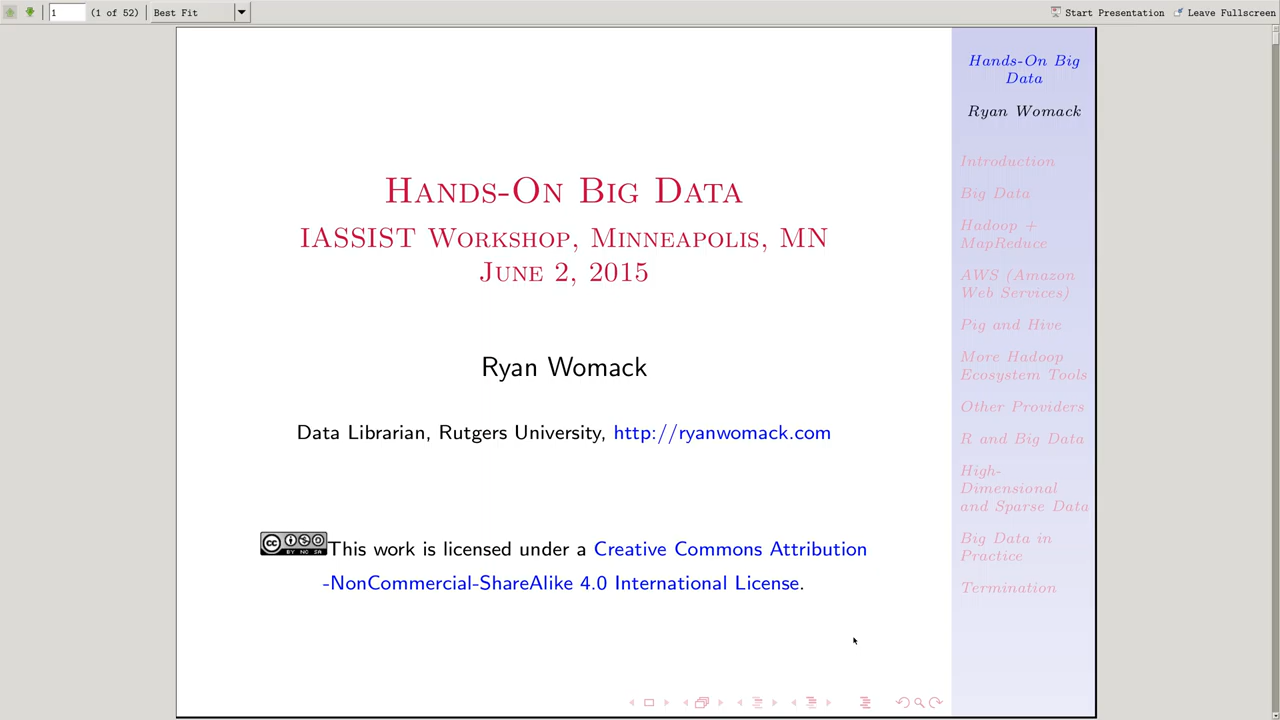 1 (1 of 52) Best Fit Start Presentation Leave Fullscreen
Hands-On Big Data
IASSIST Workshop, Minneapolis, MN
June 2, 2015
Ryan Womack
Data Librarian, Rutgers University, http://ryanwomack.com
BY NC SA This work is licensed under a Creative Commons Attribution
-NonCommercial-ShareAlike 4.0 International License.
Hands-On Big
Data
Ryan Womack
Introduction
Big Data
Hadoop +
MapReduce
AWS (Amazon
Web Services)
Pig and Hive
More Hadoop
Ecosystem Tools
Other Providers
R and Big Data
High-
Dimensional
and Sparse Data
Big Data in
Practice
Termination